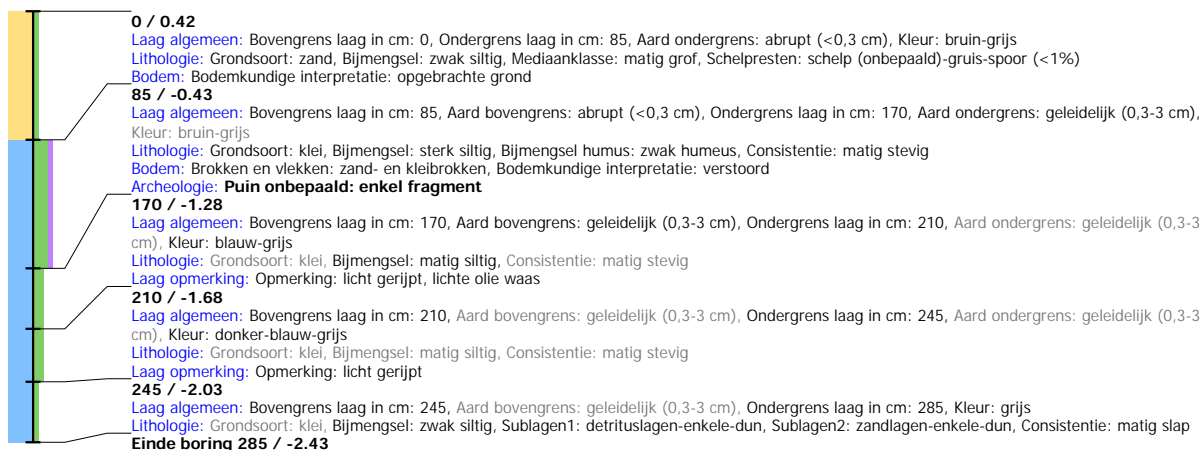 0 / 0.42
Laag algemeen: Bovengrens laag in cm: 0, Ondergrens laag in cm: 85, Aard ondergrens: abrupt (<0,3 cm), Kleur: bruin-grijs
Lithologie: Grondsoort: zand, Bijmengsel: zwak siltig, Mediaanklasse: matig grof, Schelpresten: schelp (onbepaald)-gruis-spoor (<1%)
Bodem: Bodemkundige interpretatie: opgebrachte grond
85 / -0.43
Laag algemeen: Bovengrens laag in cm: 85, Aard bovengrens: abrupt (<0,3 cm), Ondergrens laag in cm: 170, Aard ondergrens: geleidelijk (0,3-3 cm),
Kleur: bruin-grijs
Lithologie: Grondsoort: klei, Bijmengsel: sterk siltig, Bijmengsel humus: zwak humeus, Consistentie: matig stevig
Bodem: Brokken en vlekken: zand- en kleibrokken, Bodemkundige interpretatie: verstoord
Archeologie: Puin onbepaald: enkel fragment
170 / -1.28
Laag algemeen: Bovengrens laag in cm: 170, Aard bovengrens: geleidelijk (0,3-3 cm), Ondergrens laag in cm: 210, Aard ondergrens: geleidelijk (0,3-3
cm), Kleur: blauw-grijs
Lithologie: Grondsoort: klei, Bijmengsel: matig siltig, Consistentie: matig stevig
Laag opmerking: Opmerking: licht gerijpt, lichte olie waas
210 / -1.68
Laag algemeen: Bovengrens laag in cm: 210, Aard bovengrens: geleidelijk (0,3-3 cm), Ondergrens laag in cm: 245, Aard ondergrens: geleidelijk (0,3-3
cm), Kleur: donker-blauw-grijs
Lithologie: Grondsoort: klei, Bijmengsel: matig siltig, Consistentie: matig stevig
Laag opmerking: Opmerking: licht gerijpt
245 / -2.03
Laag algemeen: Bovengrens laag in cm: 245, Aard bovengrens: geleidelijk (0,3-3 cm), Ondergrens laag in cm: 285, Kleur: grijs
Lithologie: Grondsoort: klei, Bijmengsel: zwak siltig, Sublagen1: detrituslagen-enkele-dun, Sublagen2: zandlagen-enkele-dun, Consistentie: matig slap
Einde boring 285 / -2.43